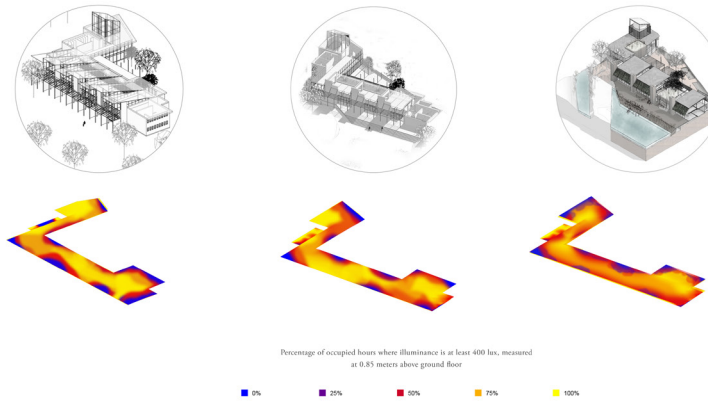 Percentage of occupied hours where illuminance is at least 400 lux, measured
at 0.85 meters above ground floor
0% 25% 50% 75% 100%